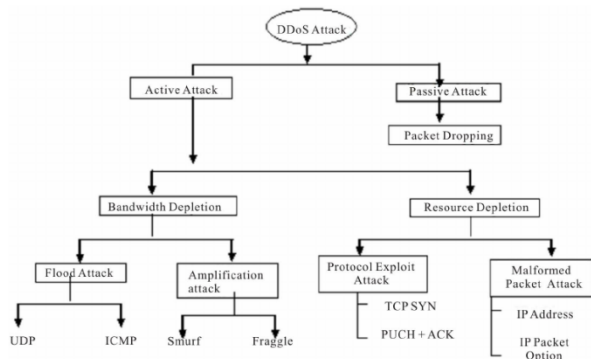 DDoS Attack
Active Attack
Passive Attack
Packet Dropping
Bandwidth Depletion
Resource Depletion
Flood Attack
Amplification
attack
Protocol Exploit
Attack
Malformed
Packet Attack
UDP
ICMP
Smurf
Fraggle
TCP SYN
PUCH + ACK
IP Address
IP Packet
Option